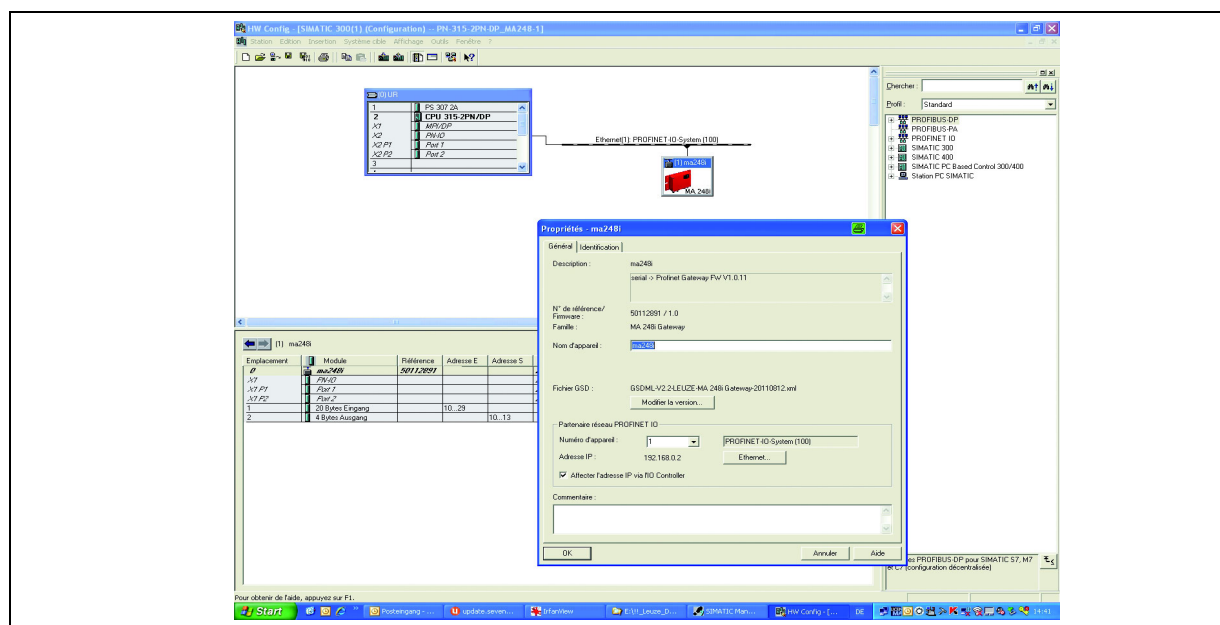 HW Config - [SIMATIC 300(1) (Configuration) -- PN-315-2PN-DP_MA248-1]
Station Edition Insertion Système cible Affichage Outils Fenêtre ?
(0) UR
1 PS 307 2A
2 CPU 315-2PN/DP
X1 MPI/DP
X2 PN-IO
X2 P1 Port 1
X2 P2 Port 2
3
Ethernet(1): PROFINET-IO-System (100)
(1) ma248i
MA 248i
Chercher :
Profil : Standard
PROFIBUS-DP
PROFIBUS-PA
PROFINET IO
SIMATIC 300
SIMATIC 400
SIMATIC PC Based Control 300/400
Station PC SIMATIC
(1) ma248i
Emplacement Module Référence Adresse E Adresse S
0 ma248i 50112891
X1 PN-IO
X1 P1 Port 1
X1 P2 Port 2
1 20 Bytes Eingang 10...29
2 4 Bytes Ausgang 10...13
Propriétés - ma248i
Général Identification
Description : ma248i
serial -> Profinet Gateway FW V1.0.11
N° de référence/
Firmware : 50112891 / 1.0
Famille : MA 248i Gateway
Nom d'appareil : ma248i
Fichier GSD : GSDML-V2.2-LEUZE-MA 248i Gateway-20110812.xml
Modifier la version...
Partenaire réseau PROFINET IO
Numéro d'appareil : 1 PROFINET-IO-System (100)
Adresse IP : 192.168.0.2 Ethernet...
Affecter l'adresse IP via l'IO Controller
Commentaire :
OK Annuler Aide
es PROFIBUS-DP pour SIMATIC S7, M7
et C7 (configuration décentralisée)
Pour obtenir de l'aide, appuyez sur F1.
Start Posteingang - ... update.seven... IrfanView E:\!!_Leuze_D... SIMATIC Man... HW Config - [... DE 14:41